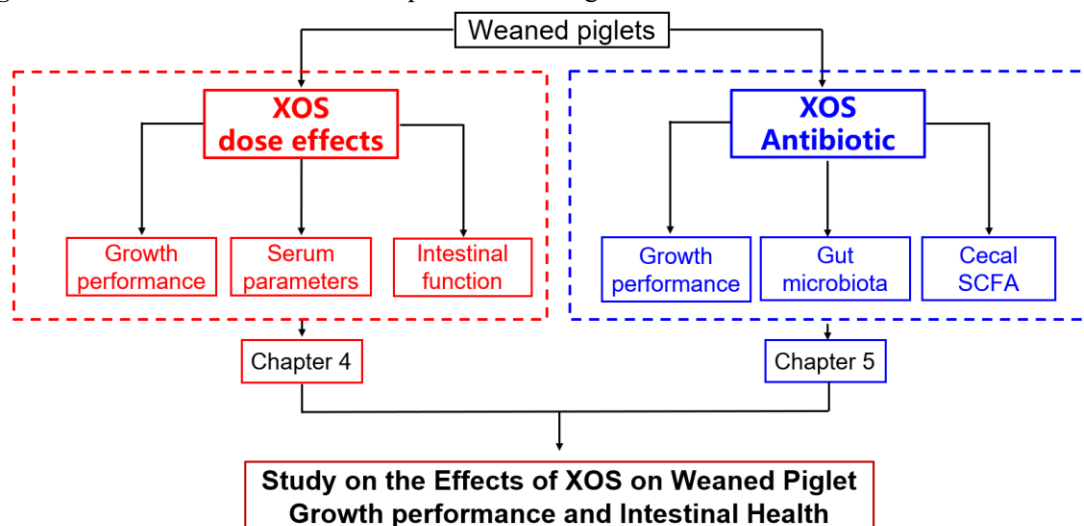 Weaned piglets
XOS
dose effects
Growth
performance
Serum
parameters
Intestinal
function
XOS
Antibiotic
Growth
performance
Gut
microbiota
Cecal
SCFA
Chapter 4
Chapter 5
Study on the Effects of XOS on Weaned Piglet
Growth performance and Intestinal Health